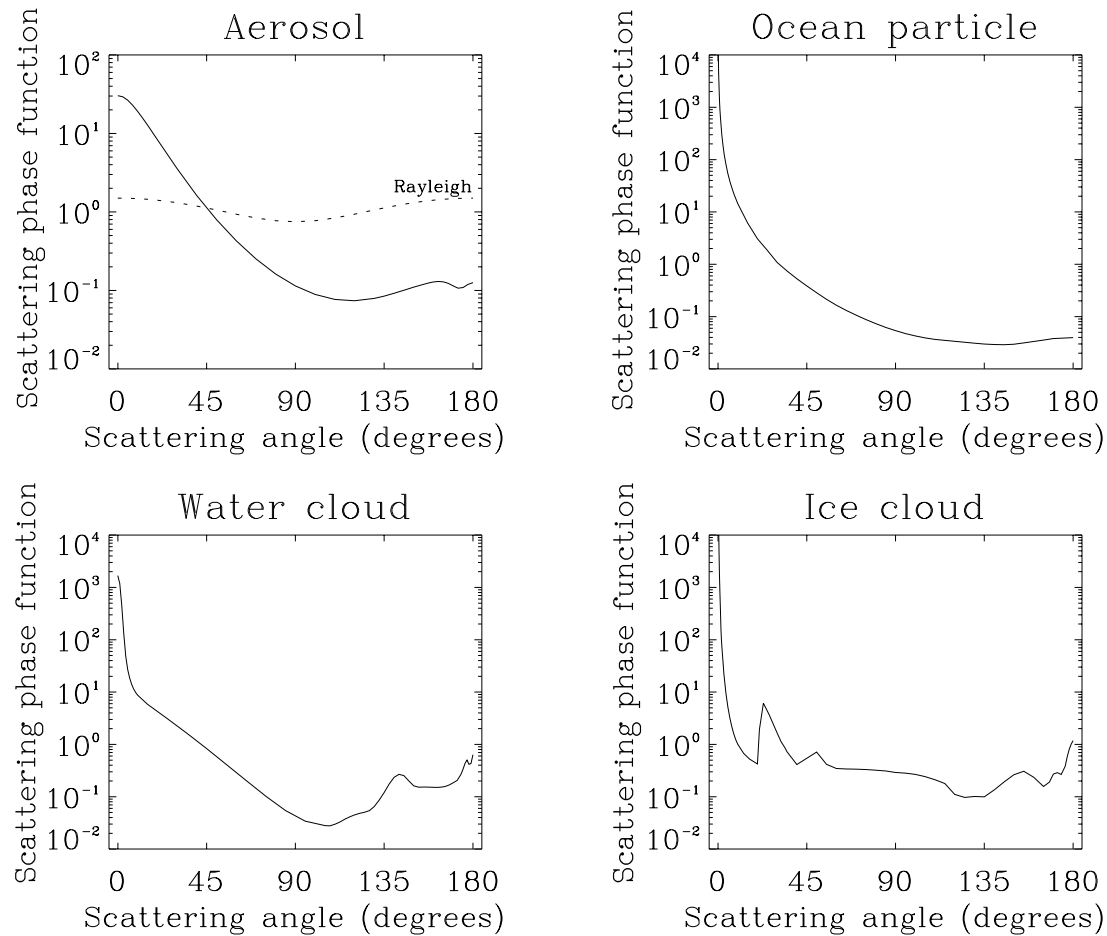 Aerosol
Scattering phase function
10²
10¹
10⁰
10⁻¹
10⁻²
Rayleigh
0 45 90 135 180
Scattering angle (degrees)
Ocean particle
Scattering phase function
10⁴
10³
10²
10¹
10⁰
10⁻¹
10⁻²
0 45 90 135 180
Scattering angle (degrees)
Water cloud
Scattering phase function
10⁴
10³
10²
10¹
10⁰
10⁻¹
10⁻²
0 45 90 135 180
Scattering angle (degrees)
Ice cloud
Scattering phase function
10⁴
10³
10²
10¹
10⁰
10⁻¹
10⁻²
0 45 90 135 180
Scattering angle (degrees)